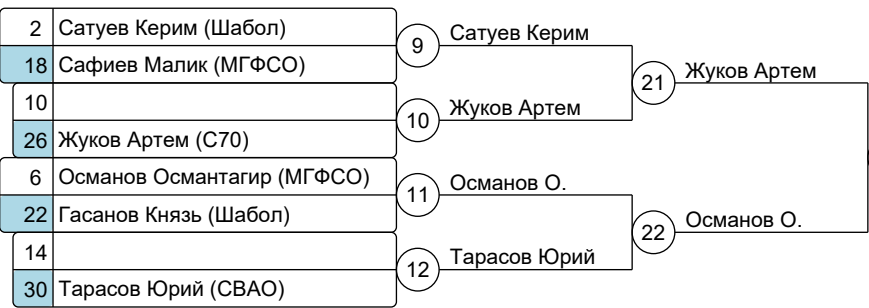 2 Сатуев Керим (Шабол)
18 Сафиев Малик (МГФСО)
10
26 Жуков Артем (С70)
6 Османов Османтагир (МГФСО)
22 Гасанов Князь (Шабол)
14
30 Тарасов Юрий (СВАО)
9 Сатуев Керим
10 Жуков Артем
11 Османов О.
12 Тарасов Юрий
21 Жуков Артем
22 Османов О.